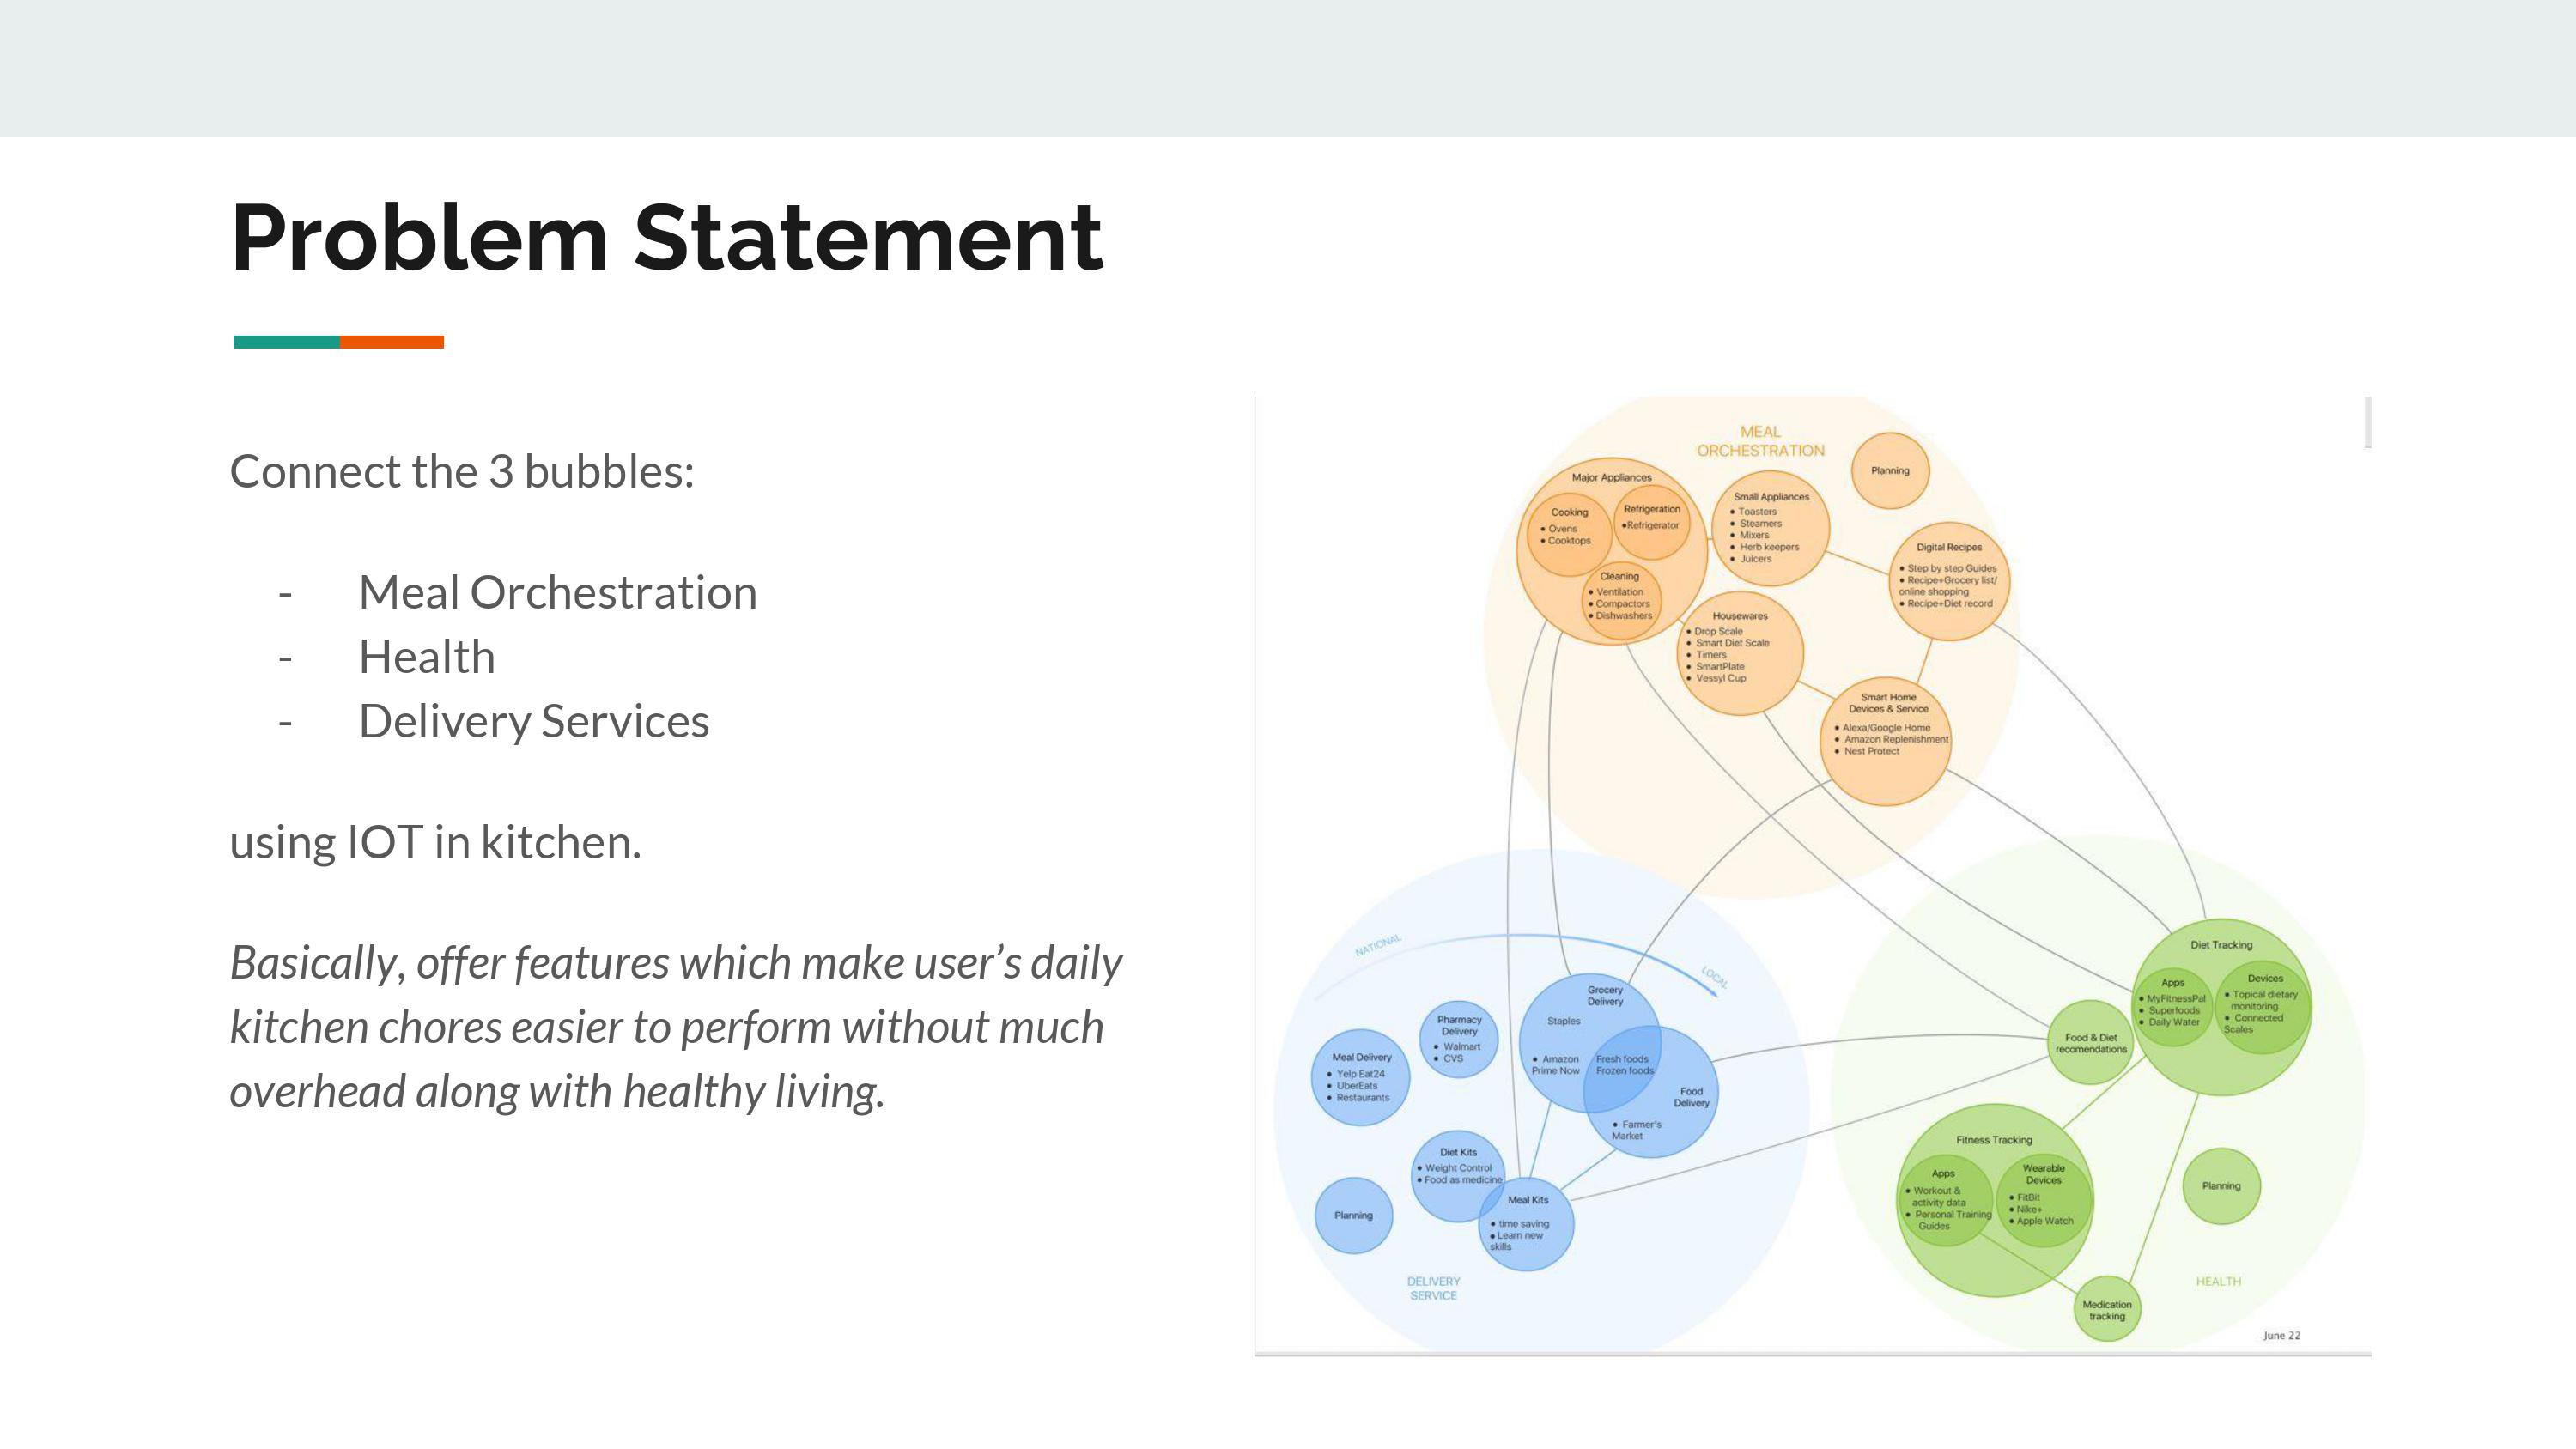 Problem Statement
Connect the 3 bubbles:
- Meal Orchestration
- Health
- Delivery Services
using IOT in kitchen.
Basically, offer features which make user’s daily
kitchen chores easier to perform without much
overhead along with healthy living.
MEAL
ORCHESTRATION
Planning
Major Appliances
Cooking
• Ovens
• Cooktops
Refrigeration
•Refrigerator
Cleaning
• Ventilation
• Compactors
• Dishwashers
Small Appliances
• Toasters
• Steamers
• Mixers
• Herb keepers
• Juicers
Digital Recipes
• Step by step Guides
• Recipe+Grocery list/
online shopping
• Recipe+Diet record
Housewares
• Drop Scale
• Smart Diet Scale
• Timers
• SmartPlate
• Vessyl Cup
Smart Home
Devices & Service
• Alexa/Google Home
• Amazon Replenishment
• Nest Protect
NATIONAL
LOCAL
Grocery
Delivery
Staples
• Amazon
Prime Now
Fresh foods
Frozen foods
Food
Delivery
• Farmer's
Market
Pharmacy
Delivery
• Walmart
• CVS
Meal Delivery
• Yelp Eat24
• UberEats
• Restaurants
Diet Kits
• Weight Control
• Food as medicine
Planning
Meal Kits
• time saving
• Learn new
skills
DELIVERY
SERVICE
Diet Tracking
Apps
• MyFitnessPal
• Superfoods
• Daily Water
Devices
• Topical dietary
monitoring
• Connected
Scales
Food & Diet
recomendations
Fitness Tracking
Apps
• Workout &
activity data
• Personal Training
Guides
Wearable
Devices
• FitBit
• Nike+
• Apple Watch
Planning
HEALTH
Medication
tracking
June 22